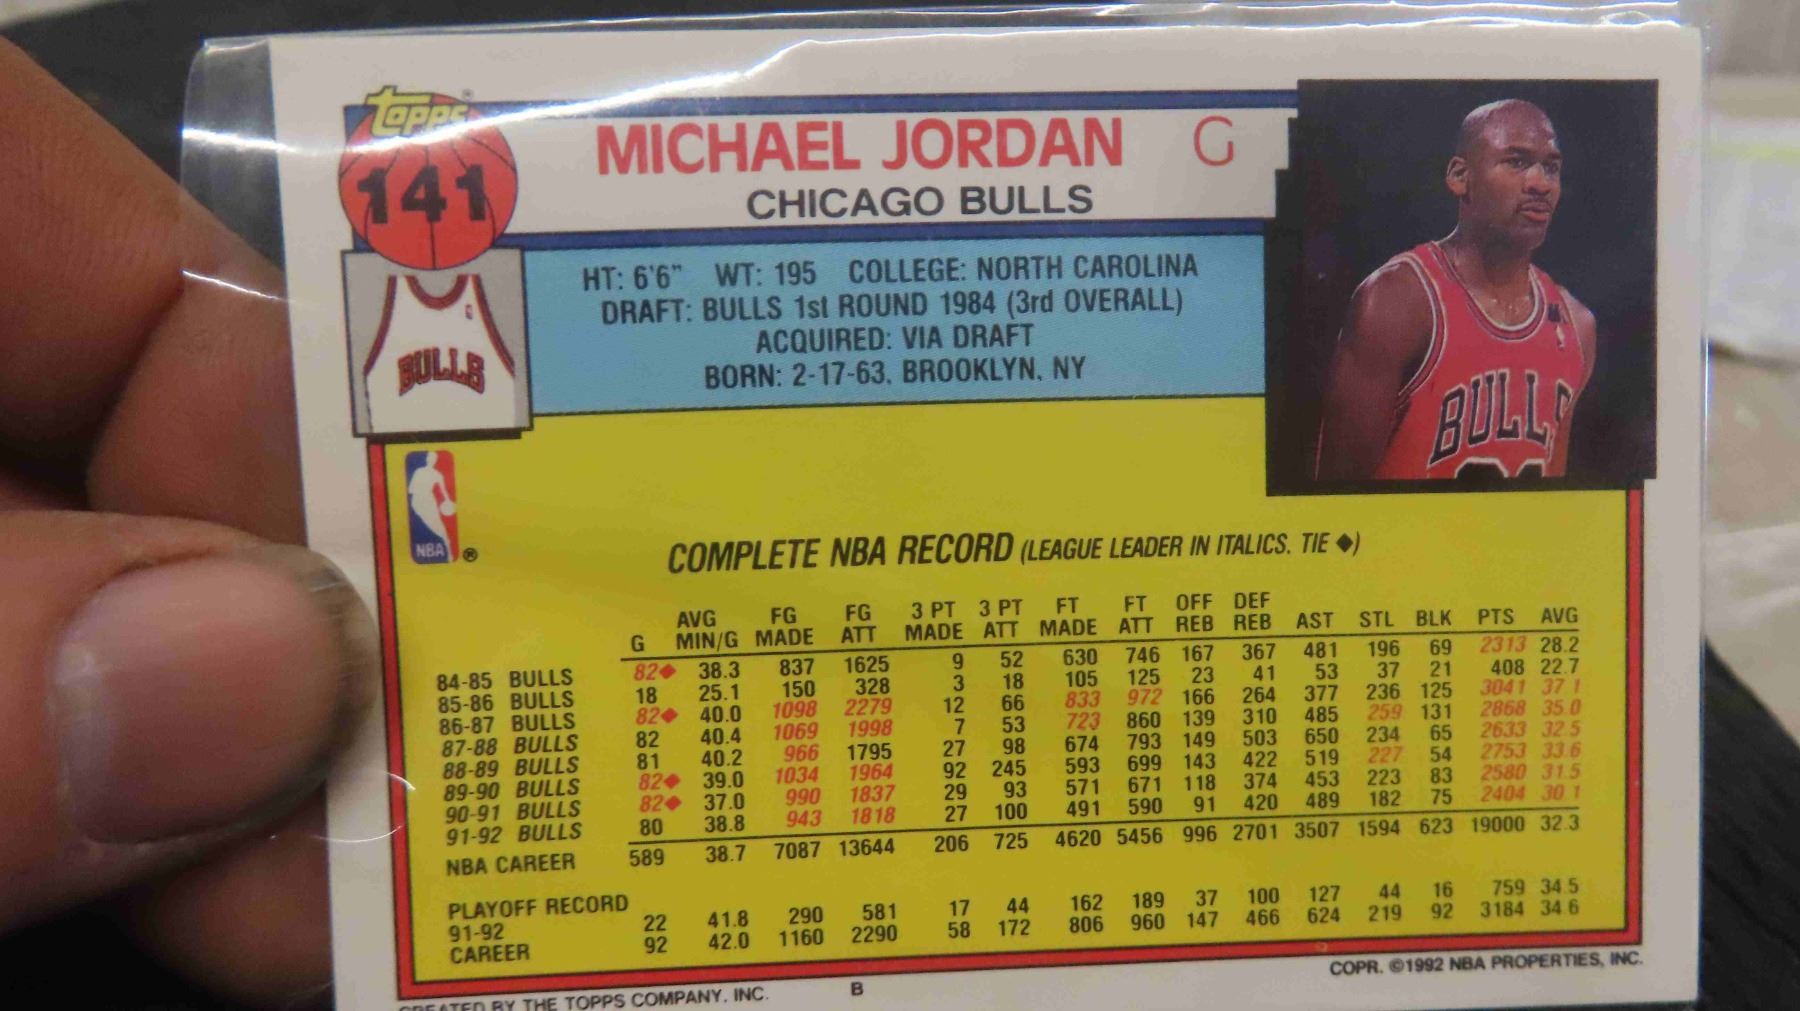 topps ®
141
MICHAEL JORDAN G
CHICAGO BULLS
HT: 6'6" WT: 195 COLLEGE: NORTH CAROLINA
DRAFT: BULLS 1st ROUND 1984 (3rd OVERALL)
ACQUIRED: VIA DRAFT
BORN: 2-17-63, BROOKLYN, NY
BULLS
BULLS
NBA ®
COMPLETE NBA RECORD (LEAGUE LEADER IN ITALICS. TIE ◆)
G AVG MIN/G FG MADE FG ATT 3 PT MADE 3 PT ATT FT MADE FT ATT OFF REB DEF REB AST STL BLK PTS AVG
84-85 BULLS 82◆ 38.3 837 1625 9 52 630 746 167 367 481 196 69 2313 28.2
85-86 BULLS 18 25.1 150 328 3 18 105 125 23 41 53 37 21 408 22.7
86-87 BULLS 82◆ 40.0 1098 2279 12 66 833 972 166 264 377 236 125 3041 37.1
87-88 BULLS 82 40.4 1069 1998 7 53 723 860 139 310 485 259 131 2868 35.0
88-89 BULLS 81 40.2 966 1795 27 98 674 793 149 503 650 234 65 2633 32.5
89-90 BULLS 82◆ 39.0 1034 1964 92 245 593 699 143 422 519 227 54 2753 33.6
90-91 BULLS 82◆ 37.0 990 1837 29 93 571 671 118 374 453 223 83 2580 31.5
91-92 BULLS 80 38.8 943 1818 27 100 491 590 91 420 489 182 75 2404 30.1
NBA CAREER 589 38.7 7087 13644 206 725 4620 5456 996 2701 3507 1594 623 19000 32.3
PLAYOFF RECORD
91-92 22 41.8 290 581 17 44 162 189 37 100 127 44 16 759 34.5
CAREER 92 42.0 1160 2290 58 172 806 960 147 466 624 219 92 3184 34.6
CREATED BY THE TOPPS COMPANY, INC. B COPR. ©1992 NBA PROPERTIES, INC.